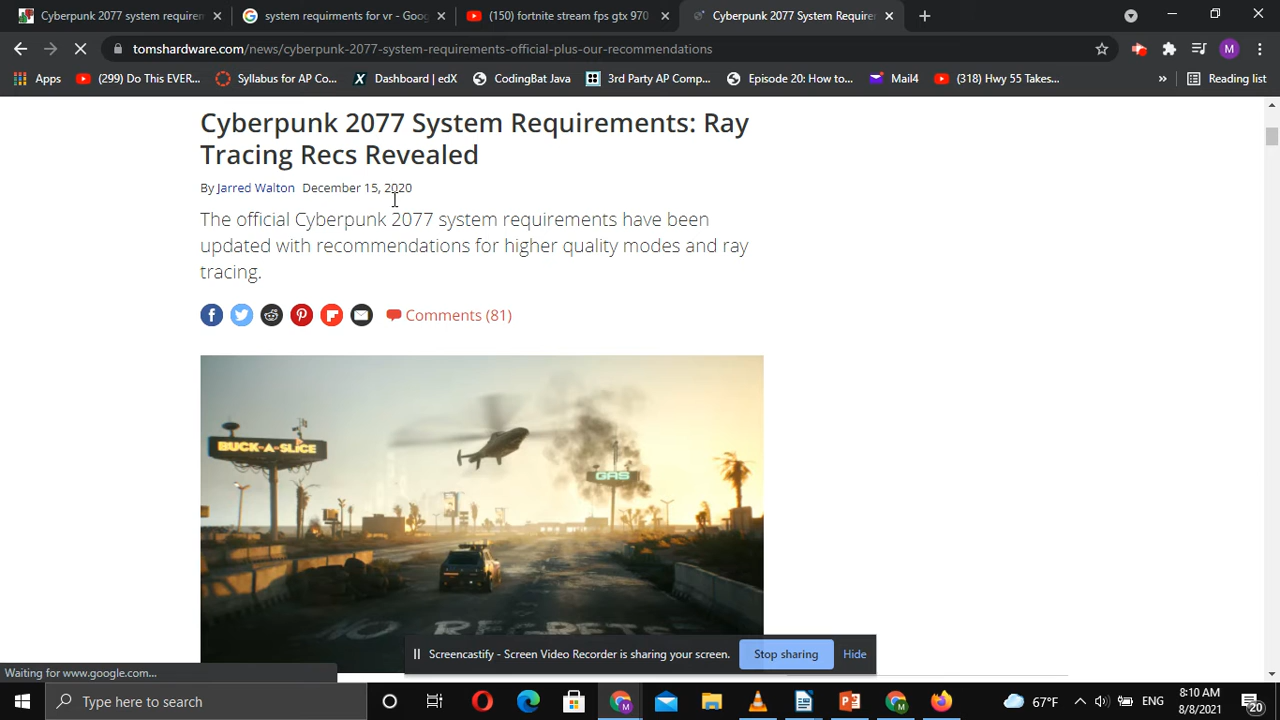 Cyberpunk 2077 system requirem
system requirments for vr - Goog
(150) fortnite stream fps gtx 970
Cyberpunk 2077 System Require
tomshardware.com/news/cyberpunk-2077-system-requirements-official-plus-our-recommendations
M
Apps
(299) Do This EVER...
Syllabus for AP Co...
Dashboard | edX
CodingBat Java
3rd Party AP Comp...
Episode 20: How to...
Mail4
(318) Hwy 55 Takes...
»
Reading list
Cyberpunk 2077 System Requirements: Ray
Tracing Recs Revealed
By Jarred Walton December 15, 2020
The official Cyberpunk 2077 system requirements have been
updated with recommendations for higher quality modes and ray
tracing.
Comments (81)
BUCK-A-SLICE
GAS
NO REGRETS
Screencastify - Screen Video Recorder is sharing your screen.
Stop sharing
Hide
Waiting for www.google.com...
Type here to search
67°F
ENG
8:10 AM
8/8/2021
20